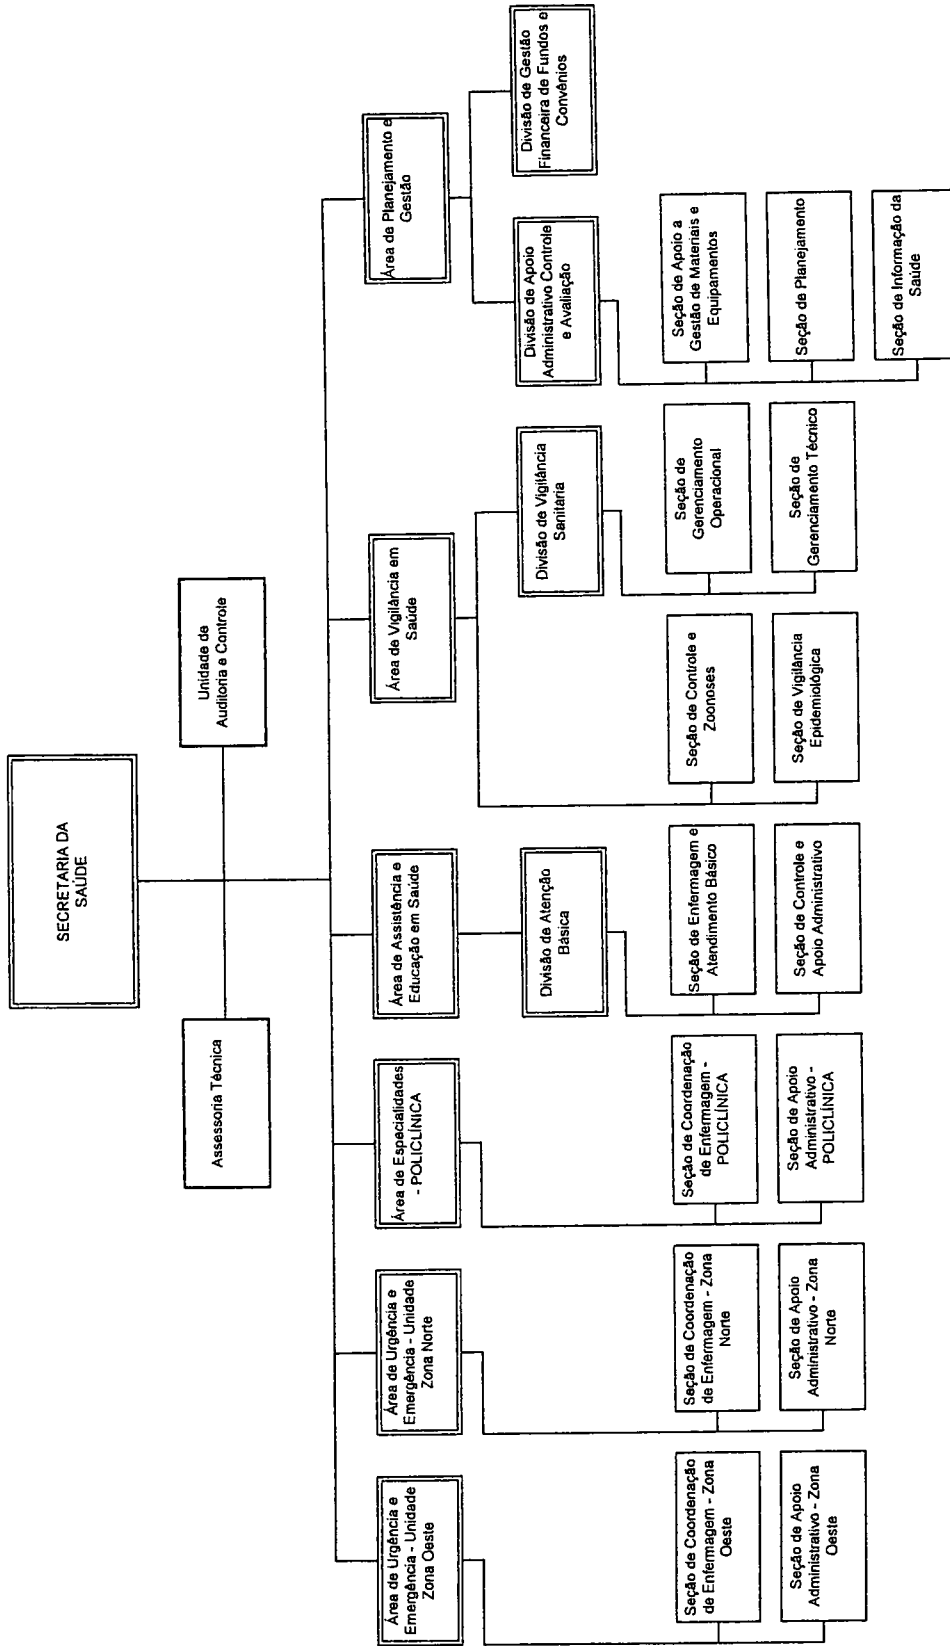 SECRETARIA DA
SAÚDE
Assessoria Técnica
Unidade de
Auditoria e Controle
Área de Urgência e
Emergência - Unidade
Zona Oeste
Área de Urgência e
Emergência - Unidade
Zona Norte
Área de Especialidades
- POLICLÍNICA
Área de Assistência e
Educação em Saúde
Área de Vigilância em
Saúde
Área de Planejamento e
Gestão
Divisão de Atenção
Básica
Divisão de Vigilância
Sanitária
Divisão de Apoio
Administrativo Controle
e Avaliação
Divisão de Gestão
Financeira de Fundos e
Convênios
Seção de Coordenação
de Enfermagem - Zona
Oeste
Seção de Coordenação
de Enfermagem - Zona
Norte
Seção de Coordenação
de Enfermagem -
POLICLÍNICA
Seção de Enfermagem e
Atendimento Básico
Seção de Controle e
Zoonoses
Seção de
Gerenciamento
Operacional
Seção de Apoio a
Gestão de Materiais e
Equipamentos
Seção de Apoio
Administrativo - Zona
Oeste
Seção de Apoio
Administrativo - Zona
Norte
Seção de Apoio
Administrativo -
POLICLÍNICA
Seção de Controle e
Apoio Administrativo
Seção de Vigilância
Epidemiológica
Seção de
Gerenciamento Técnico
Seção de Planejamento
Seção de Informação da
Saúde